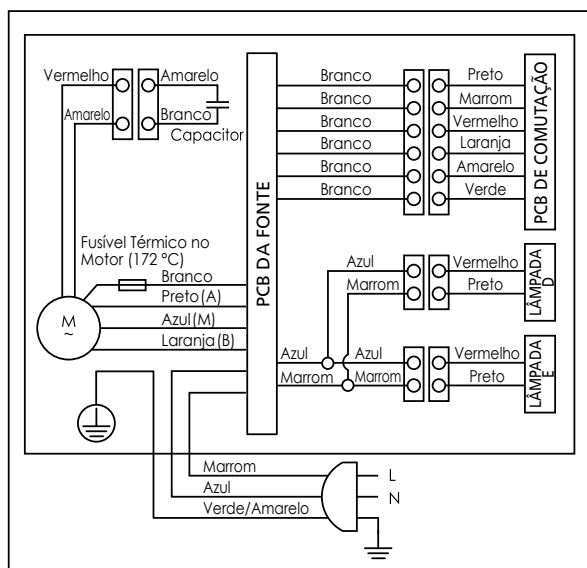 Vermelho
Amarelo
Amarelo
Branco
Capacitor
Fusível Térmico no
Motor (172 °C)
Branco
Preto (A)
Azul (M)
Laranja (B)
M
~
PCB DA FONTE
Branco
Branco
Branco
Branco
Branco
Branco
Preto
Marrom
Vermelho
Laranja
Amarelo
Verde
PCB DE COMUTAÇÃO
Azul
Marrom
Vermelho
Preto
LÂMPADA
D
Azul
Azul
Marrom
Marrom
Vermelho
Preto
LÂMPADA
E
Marrom
Azul
Verde/Amarelo
L
N